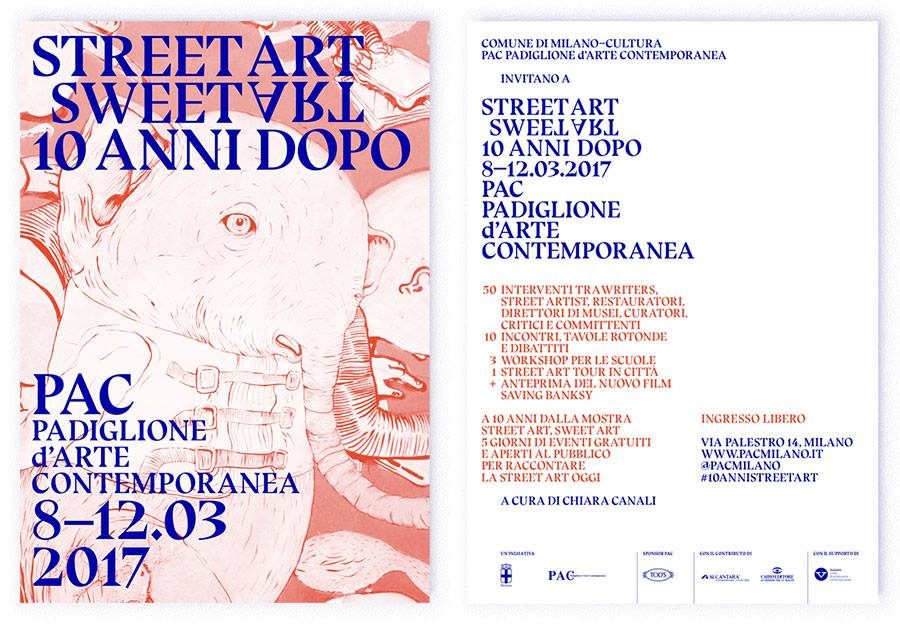 STREET ART
SWEET ART
10 ANNI DOPO
PAC
PADIGLIONE
d'ARTE
CONTEMPORANEA
8–12.03
2017
COMUNE DI MILANO–CULTURA
PAC PADIGLIONE d'ARTE CONTEMPORANEA
INVITANO A
STREET ART
SWEET ART
10 ANNI DOPO
8–12.03.2017
PAC
PADIGLIONE
d'ARTE
CONTEMPORANEA
50 INTERVENTI TRA WRITERS,
STREET ARTIST, RESTAURATORI,
DIRETTORI DI MUSEI, CURATORI,
CRITICI E COMMITTENTI
10 INCONTRI, TAVOLE ROTONDE
E DIBATTITI
3 WORKSHOP PER LE SCUOLE
1 STREET ART TOUR IN CITTÀ
+ ANTEPRIMA DEL NUOVO FILM
SAVING BANKSY
A 10 ANNI DALLA MOSTRA
STREET ART, SWEET ART
5 GIORNI DI EVENTI GRATUITI
E APERTI AL PUBBLICO
PER RACCONTARE
LA STREET ART OGGI
A CURA DI CHIARA CANALI
INGRESSO LIBERO
VIA PALESTRO 14, MILANO
WWW.PACMILANO.IT
@PACMILANO
#10ANNISTREETART
UN'INIZIATIVA
PAC
SPONSOR PAC
TOD'S
CON IL CONTRIBUTO DI
ALCANTARA
CAIRO EDITORE
CON IL SUPPORTO DI